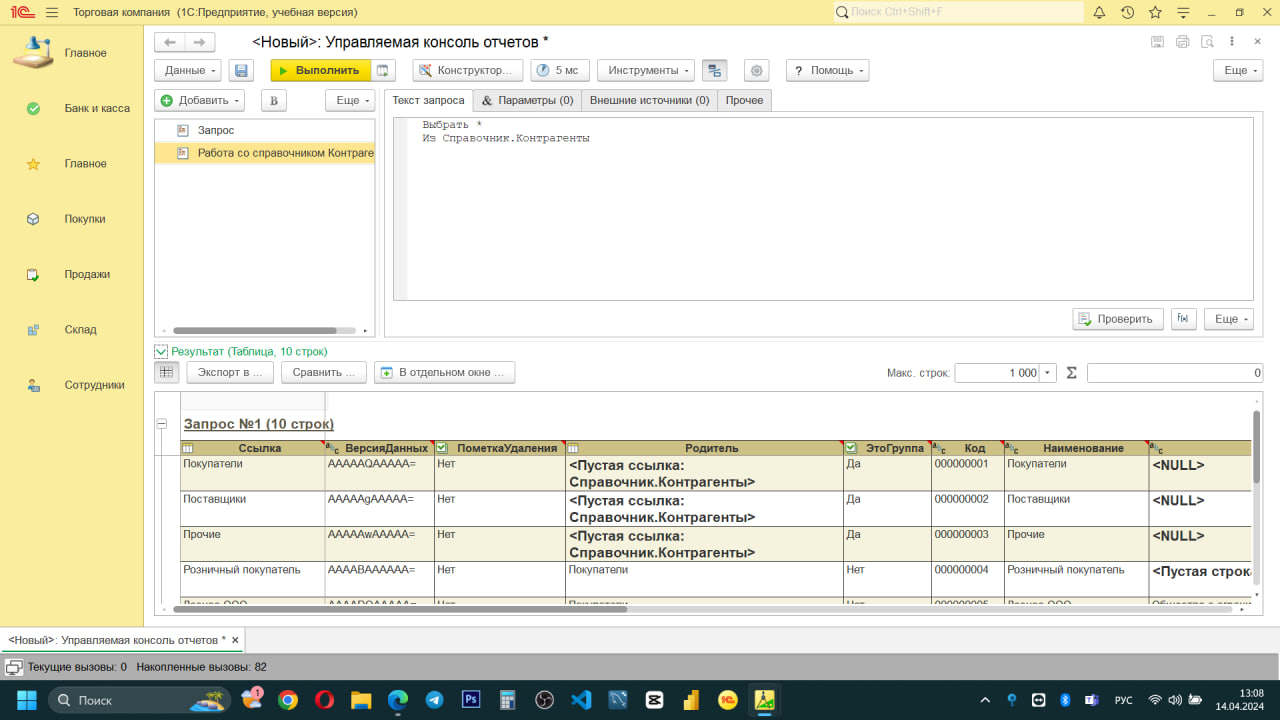 Торговая компания (1С:Предприятие, учебная версия)
Поиск Ctrl+Shift+F
Главное
Банк и касса
Главное
Покупки
Продажи
Склад
Сотрудники
<Новый>: Управляемая консоль отчетов *
Данные
Выполнить
Конструктор...
5 мс
Инструменты
? Помощь
Еще
Добавить
В
Еще
Запрос
Работа со справочником Контраге
Текст запроса
& Параметры (0)
Внешние источники (0)
Прочее
Выбрать *
Из Справочник.Контрагенты
Проверить
Еще
Результат (Таблица, 10 строк)
Экспорт в ...
Сравнить ...
В отдельном окне ...
Макс. строк:
1 000
Σ
0
Запрос №1 (10 строк)
Ссылка ВерсияДанных ПометкаУдаления Родитель ЭтоГруппа Код Наименование
Покупатели AAAAAQAAAAA= Нет <Пустая ссылка: Да 000000001 Покупатели <NULL>
Справочник.Контрагенты>
Поставщики AAAAAgAAAAA= Нет <Пустая ссылка: Да 000000002 Поставщики <NULL>
Справочник.Контрагенты>
Прочие AAAAAwAAAAA= Нет <Пустая ссылка: Да 000000003 Прочие <NULL>
Справочник.Контрагенты>
Розничный покупатель AAAABAAAAAA= Нет Покупатели Нет 000000004 Розничный покупатель <Пустая строка
<Новый>: Управляемая консоль отчетов * ×
Текущие вызовы: 0 Накопленные вызовы: 82
Поиск
1
Ps
РУС
13:08
14.04.2024